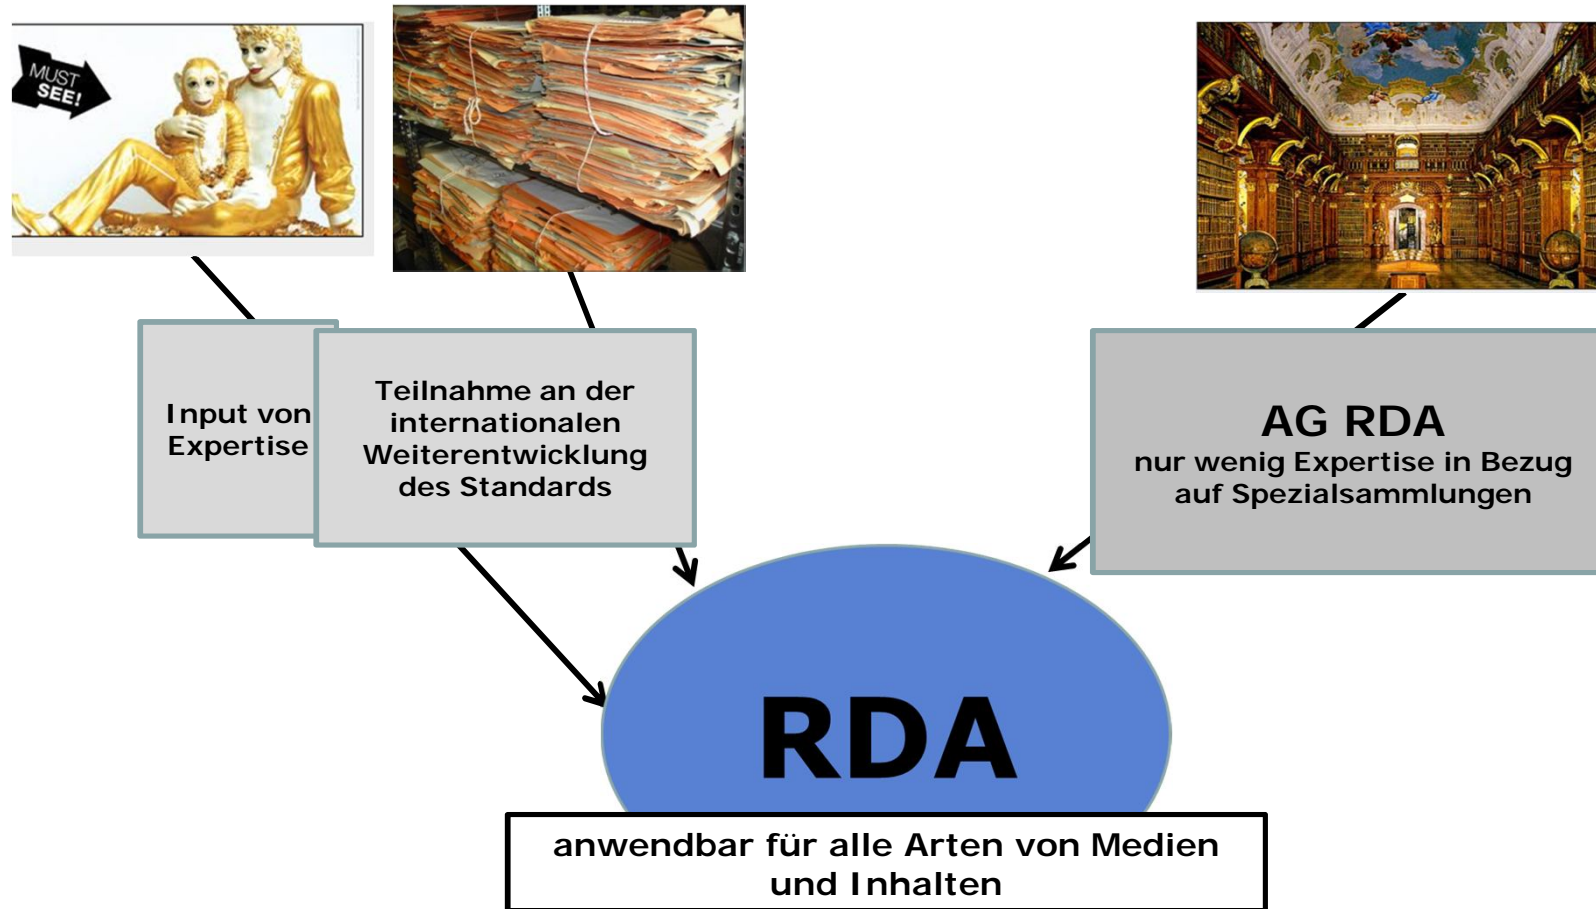 MUST
SEE!
Input von
Expertise
Teilnahme an der
internationalen
Weiterentwicklung
des Standards
AG RDA
nur wenig Expertise in Bezug
auf Spezialsammlungen
RDA
anwendbar für alle Arten von Medien
und Inhalten